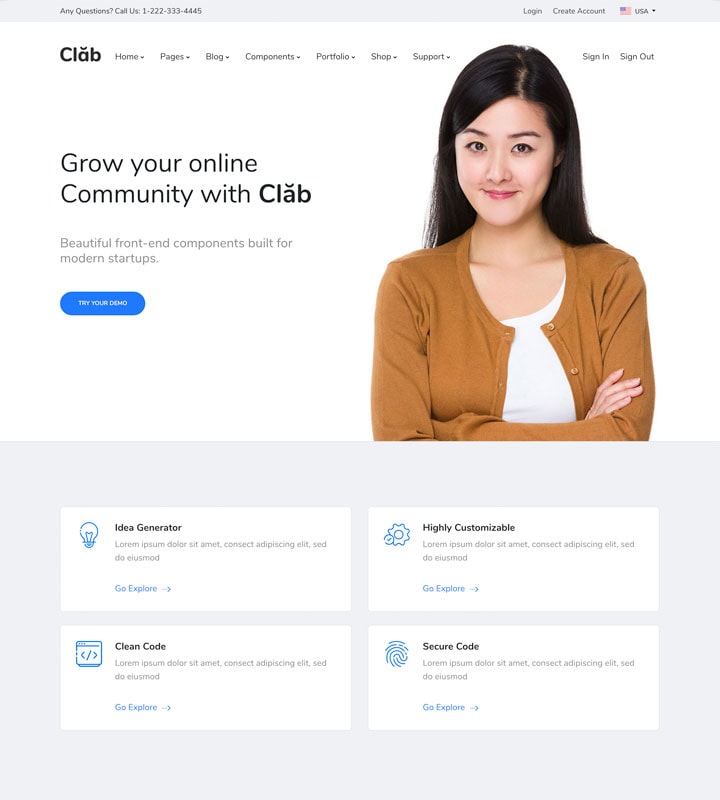 Any Questions? Call Us: 1-222-333-4445
Login
Create Account
USA
Clăb
Home
Pages
Blog
Components
Portfolio
Shop
Support
Sign In
Sign Out
Grow your online
Community with Clăb
Beautiful front-end components built for
modern startups.
TRY YOUR DEMO
Idea Generator
Lorem ipsum dolor sit amet, consect adipiscing elit, sed
do eiusmod
Go Explore
Highly Customizable
Lorem ipsum dolor sit amet, consect adipiscing elit, sed
do eiusmod
Go Explore
Clean Code
Lorem ipsum dolor sit amet, consect adipiscing elit, sed
do eiusmod
Go Explore
Secure Code
Lorem ipsum dolor sit amet, consect adipiscing elit, sed
do eiusmod
Go Explore